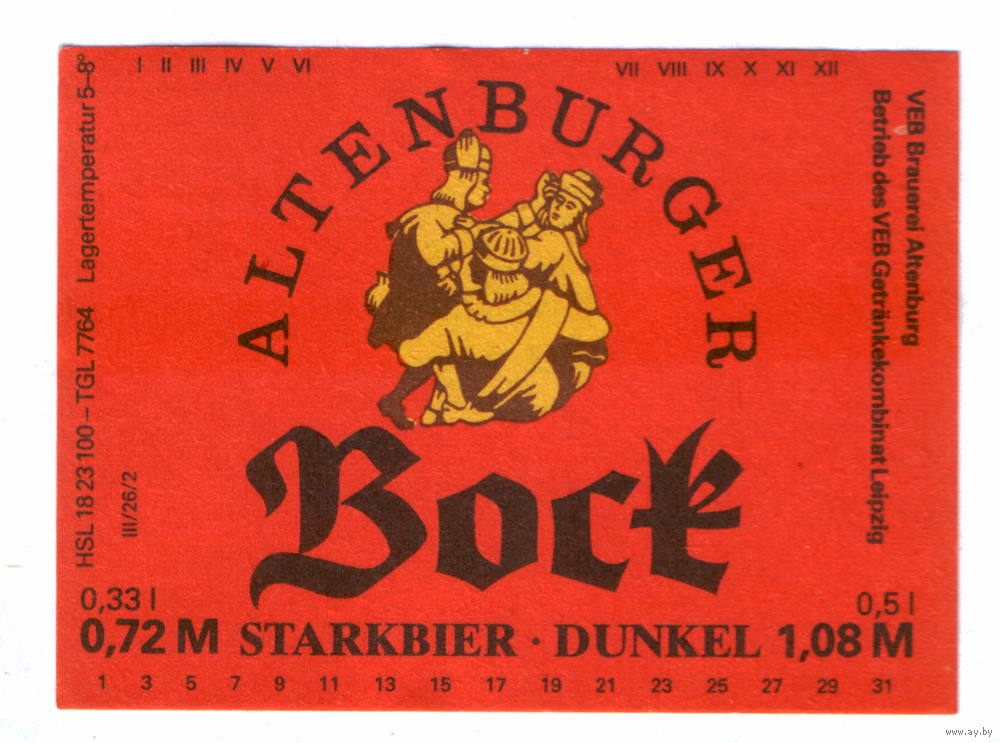 I II III IV V VI
VII VIII IX X XI XII
ALTENBURGER
Bock
HSL 18 23 100 – TGL 7764 Lagertemperatur 5–8°
III/26/2
VEB Brauerei Altenburg
Betrieb des VEB Getränkekombinat Leipzig
0,33 l
0,5 l
0,72 M STARKBIER · DUNKEL 1,08 M
1 3 5 7 9 11 13 15 17 19 21 23 25 27 29 31
www.ay.by